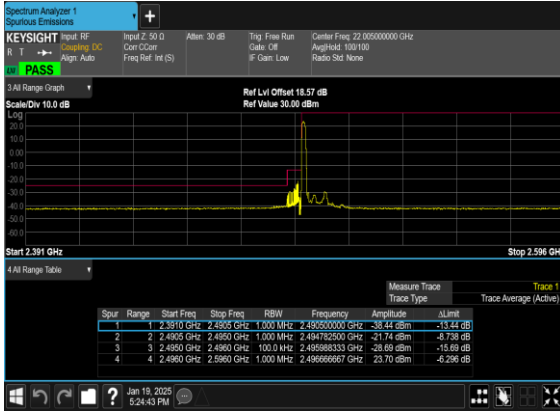 Spectrum Analyzer 1
Spurious Emissions
+
KEYSIGHT Input: RF Input Z: 50 Ω Atten: 30 dB Trig: Free Run Center Freq: 22.005000000 GHz
R T Coupling: DC Corr CCorr Gate: Off Avg|Hold: 100/100
Align: Auto Freq Ref: Int (S) IF Gain: Low Radio Std: None
PASS
3 All Range Graph
Ref Lvl Offset 18.57 dB
Scale/Div 10.0 dB Ref Value 30.00 dBm
Log
20.0
10.0
0.00
-10.0
-20.0
-30.0
-40.0
-50.0
-60.0
Start 2.391 GHz Stop 2.596 GHz
4 All Range Table
Measure Trace Trace 1
Trace Type Trace Average (Active)
Spur Range Start Freq Stop Freq RBW Frequency Amplitude ΔLimit
1 1 2.3910 GHz 2.4905 GHz 1.000 MHz 2.490500000 GHz -38.44 dBm -13.44 dB
2 2 2.4905 GHz 2.4950 GHz 1.000 MHz 2.494782500 GHz -21.74 dBm -8.738 dB
3 3 2.4950 GHz 2.4960 GHz 100.0 kHz 2.495988333 GHz -28.69 dBm -15.69 dB
4 4 2.4960 GHz 2.5960 GHz 1.000 MHz 2.496666667 GHz 23.70 dBm -6.296 dB
Jan 19, 2025
5:24:43 PM